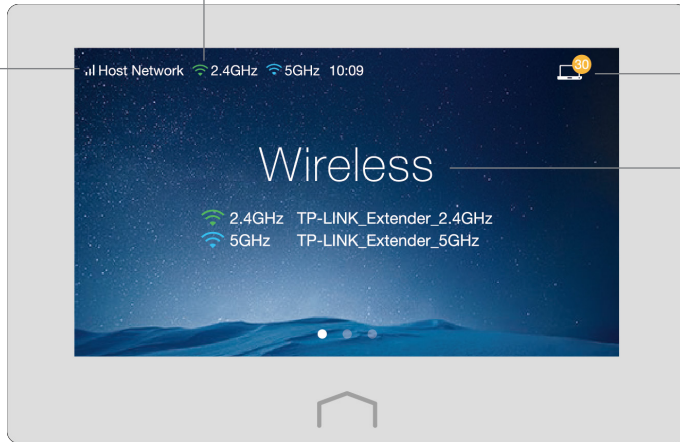 Host Network 2.4GHz 5GHz 10:09
30
Wireless
2.4GHz TP-LINK_Extender_2.4GHz
5GHz TP-LINK_Extender_5GHz